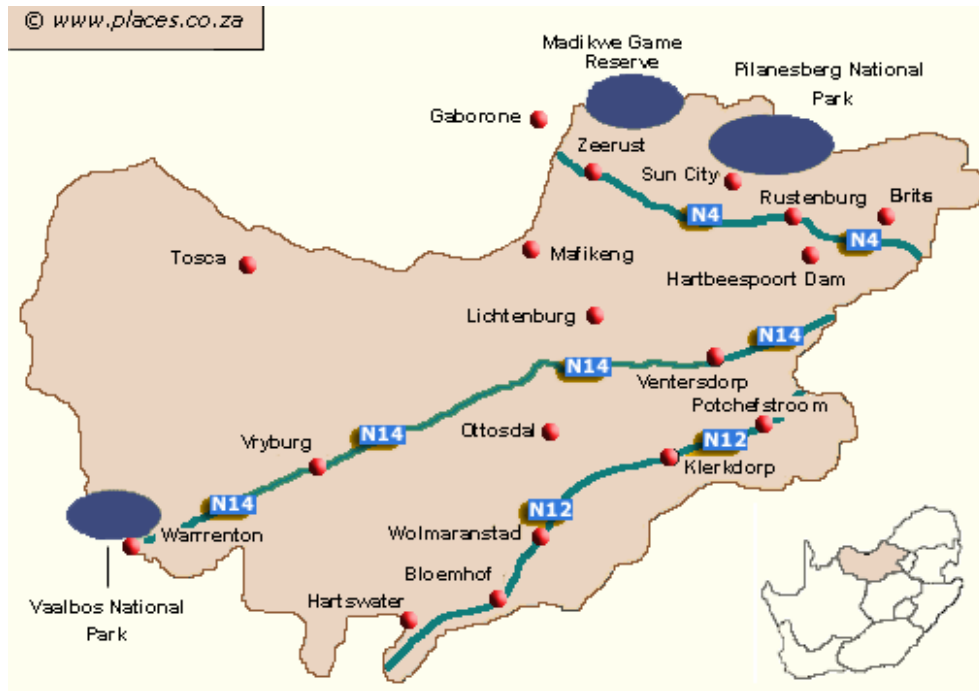 © www.places.co.za
Madikwe Game
Reserve
Pilanesberg National
Park
Gaborone
Zeerust
Sun City
Rustenburg
Brits
N4
N4
Tosca
Mafikeng
Hartbeespoort Dam
Lichtenburg
N14
N14
Ventersdorp
Potchefstroom
Vryburg
N14
Ottosdal
N12
Klerkdorp
N14
N12
Warrrenton
Wolmaranstad
Bloemhof
Hartswater
Vaalbos National
Park